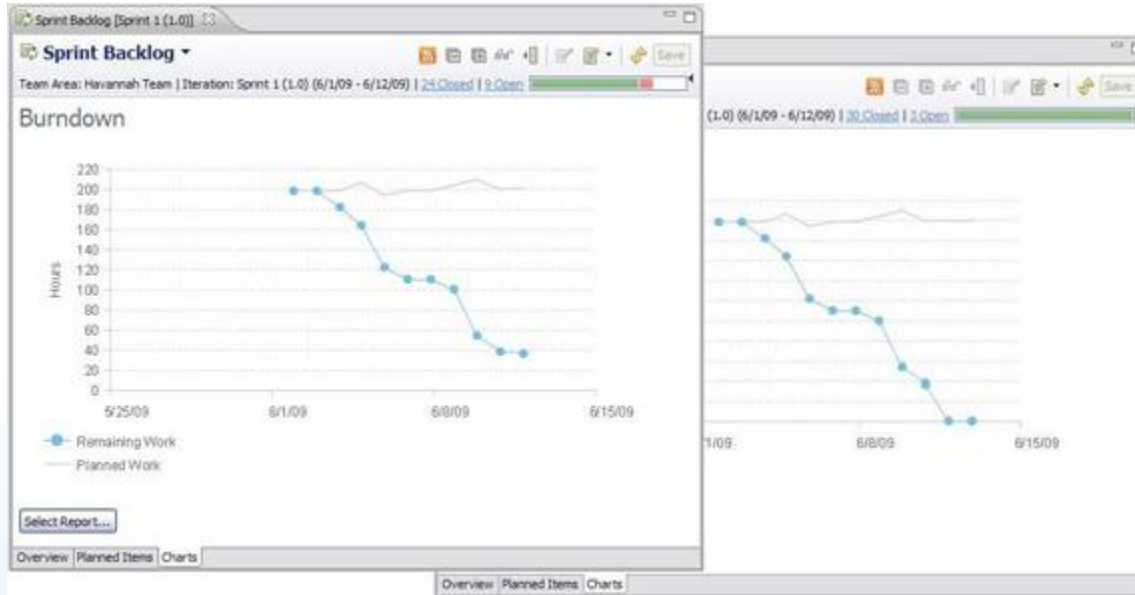 Sprint Backlog [Sprint 1 (1.0)]
Sprint Backlog
Save
Team Area: Havannah Team | Iteration: Sprint 1 (1.0) (6/1/09 - 6/12/09) | 24 Closed | 9 Open
Burndown
220
200
180
160
140
120
100
80
60
40
20
0
Hours
5/25/09
6/1/09
6/8/09
6/15/09
Remaining Work
Planned Work
Select Report...
Overview
Planned Items
Charts
Save
(1.0) (6/1/09 - 6/12/09) | 30 Closed | 3 Open
1/09
6/8/09
6/15/09
Overview
Planned Items
Charts